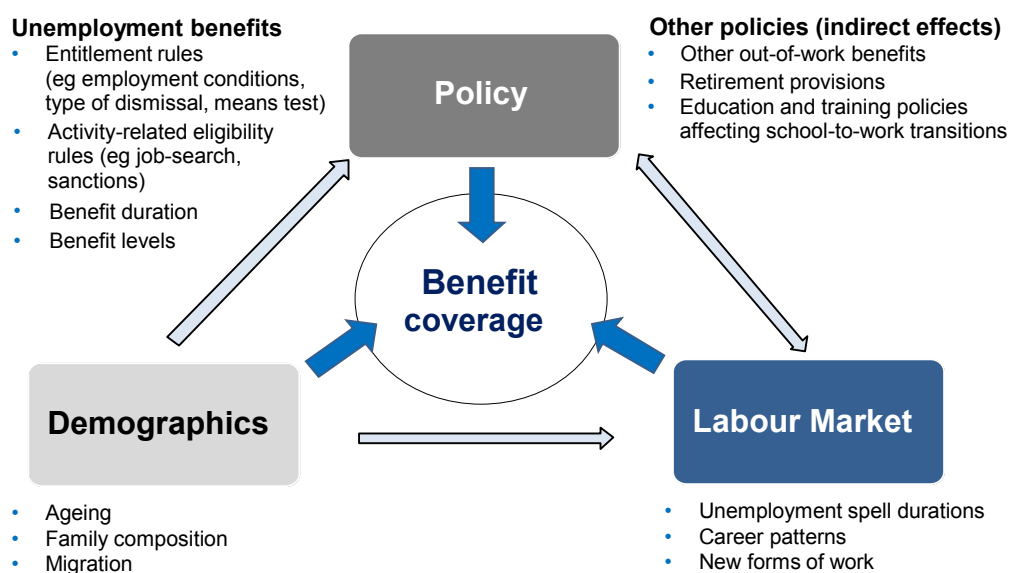 Unemployment benefits
• Entitlement rules
(eg employment conditions,
type of dismissal, means test)
• Activity-related eligibility
rules (eg job-search,
sanctions)
• Benefit duration
• Benefit levels
Policy
Other policies (indirect effects)
• Other out-of-work benefits
• Retirement provisions
• Education and training policies
affecting school-to-work transitions
Benefit
coverage
Demographics
• Ageing
• Family composition
• Migration
Labour Market
• Unemployment spell durations
• Career patterns
• New forms of work